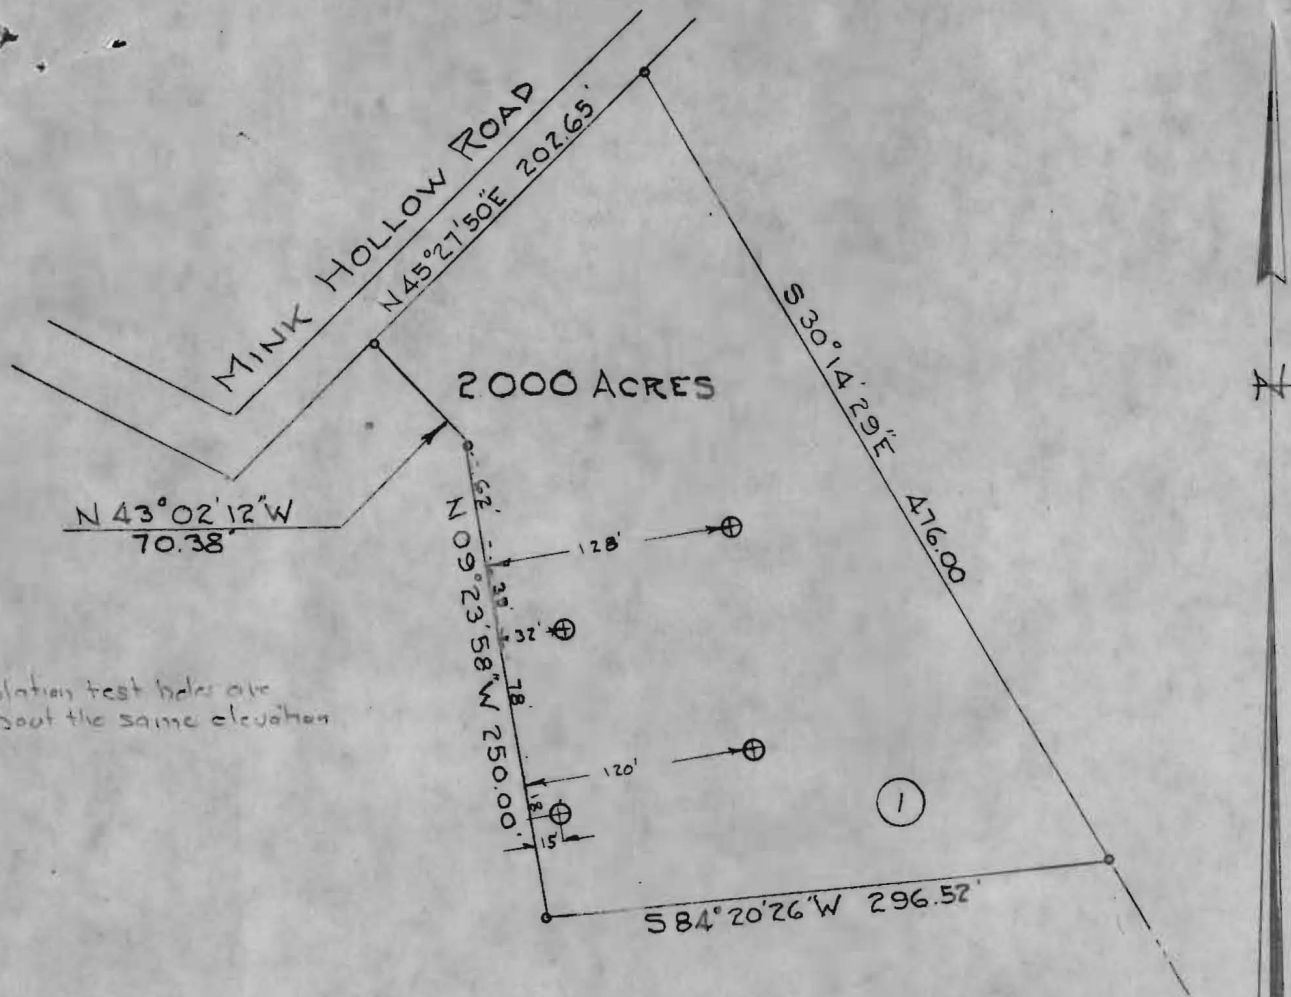 MINK HOLLOW ROAD
N 45°27'50"E 202.65'
2.000 ACRES
S 30°14'29"E 476.00
N 43°02'12"W
70.38'
62'
N 09°23'58"W 250.00'
128'
32'
78
120'
18
15
1
test holes are
the same elevation
S 84°20'26"W 296.52'
N